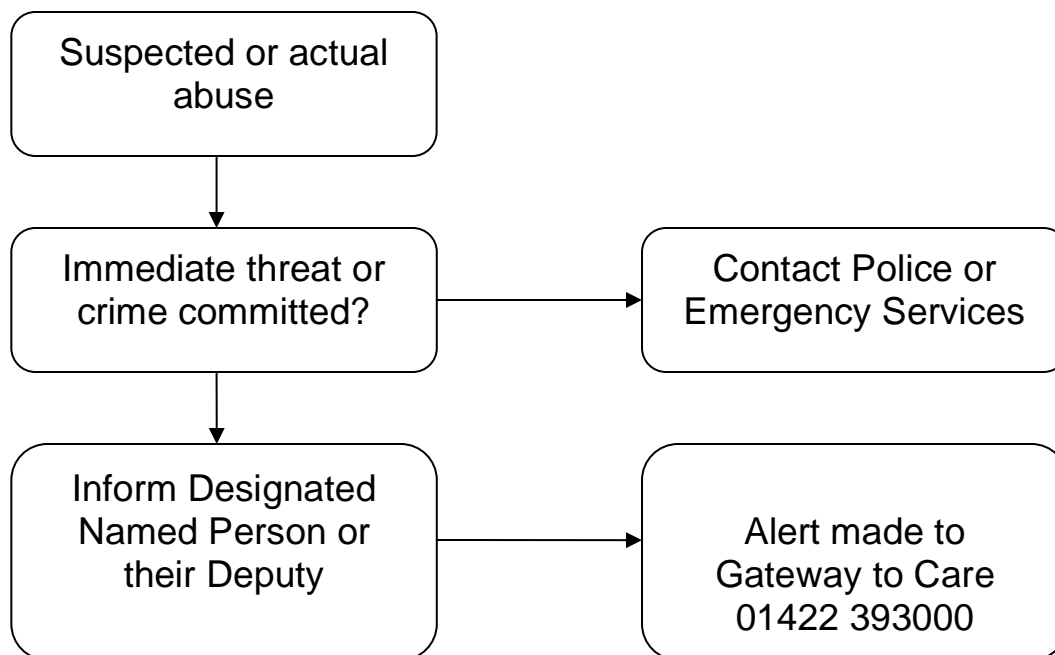 Suspected or actual
abuse
Immediate threat or
crime committed?
Contact Police or
Emergency Services
Inform Designated
Named Person or
their Deputy
Alert made to
Gateway to Care
01422 393000